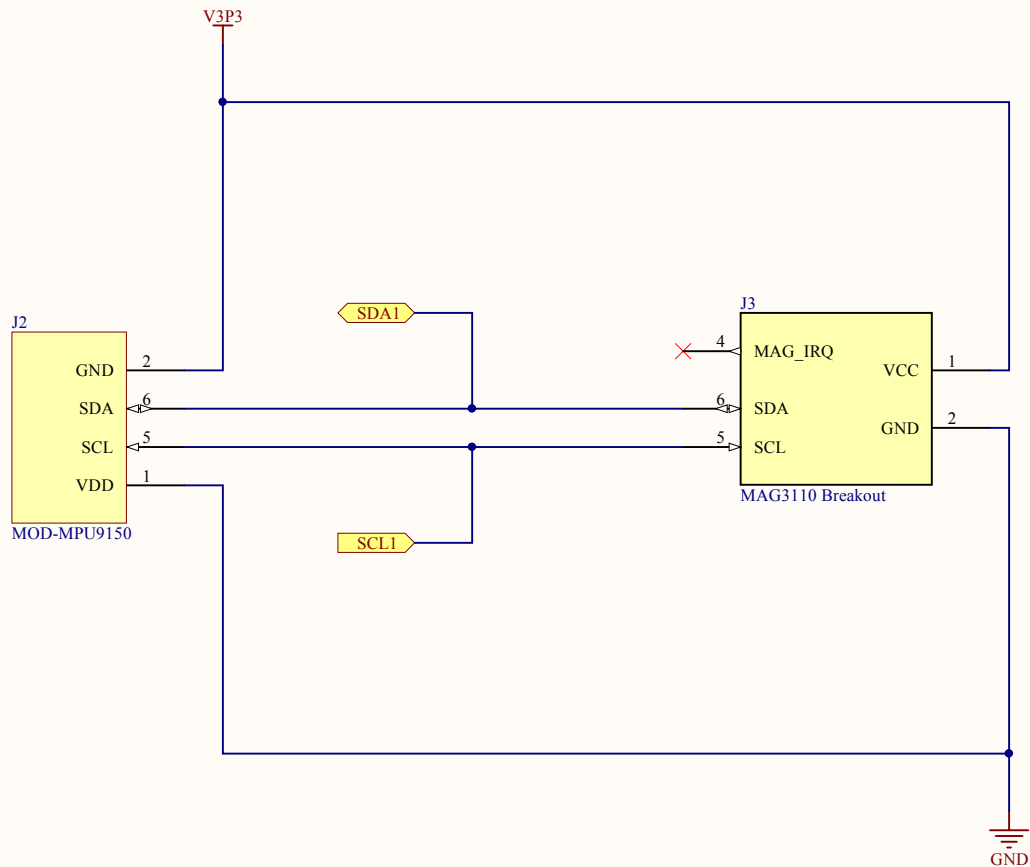 V3P3
J2
GND 2
SDA 6
SCL 5
VDD 1
MOD-MPU9150
SDA1
SCL1
J3
4 MAG_IRQ
6 SDA
5 SCL
VCC 1
GND 2
MAG3110 Breakout
GND